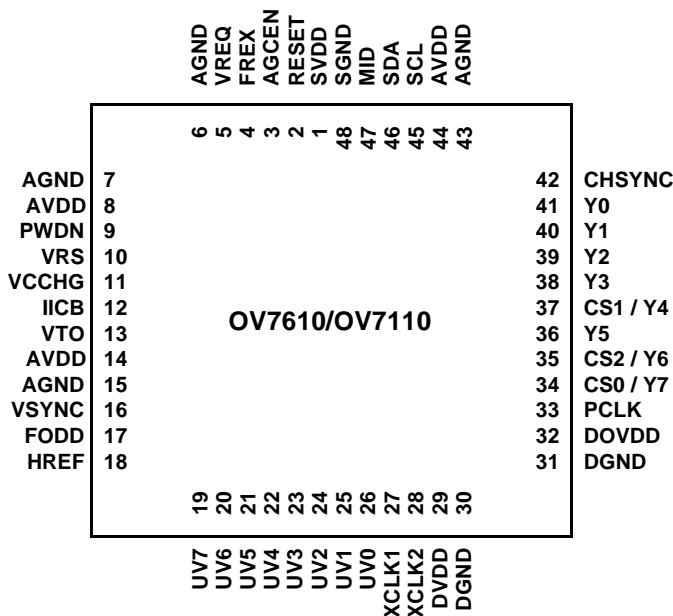 AGND VREQ FREX AGCEN RESET SVDD SGND MID SDA SCL AVDD AGND
6 5 4 3 2 1 48 47 46 45 44 43
AGND 7 42 CHSYNC
AVDD 8 41 Y0
PWDN 9 40 Y1
VRS 10 39 Y2
VCCHG 11 38 Y3
IICB 12 37 CS1 / Y4
OV7610/OV7110
VTO 13 36 Y5
AVDD 14 35 CS2 / Y6
AGND 15 34 CS0 / Y7
VSYNC 16 33 PCLK
FODD 17 32 DOVDD
HREF 18 31 DGND
19 20 21 22 23 24 25 26 27 28 29 30
UV7 UV6 UV5 UV4 UV3 UV2 UV1 UV0 XCLK1 XCLK2 DVDD DGND